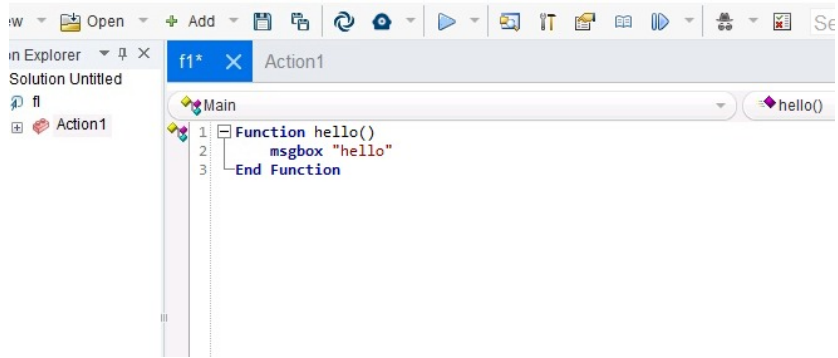 ew Open Add Se
on Explorer
f1* Action1
Solution Untitled
fl
Action1
Main hello()
1 Function hello()
2 msgbox "hello"
3 End Function